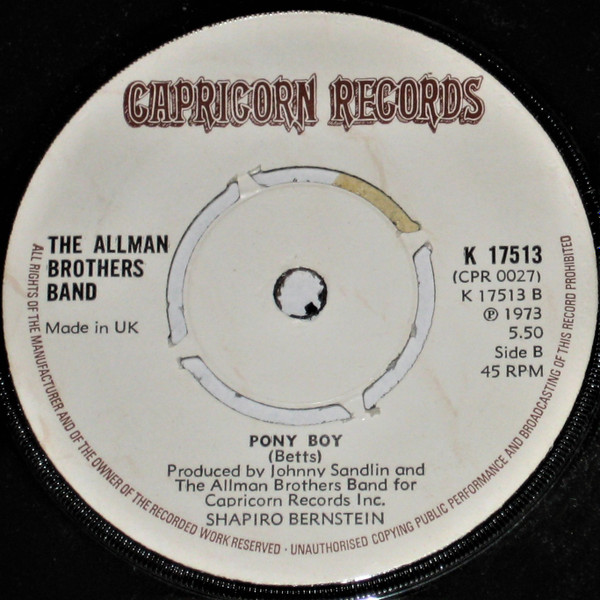 CAPRICORN RECORDS
THE ALLMAN
BROTHERS
BAND
Made in UK
K 17513
(CPR 0027)
K 17513 B
Ⓟ 1973
5.50
Side B
45 RPM
PONY BOY
(Betts)
Produced by Johnny Sandlin and
The Allman Brothers Band for
Capricorn Records Inc.
SHAPIRO BERNSTEIN
ALL RIGHTS OF THE MANUFACTURER AND OF THE OWNER OF THE RECORDED WORK RESERVED · UNAUTHORISED COPYING PUBLIC PERFORMANCE AND BROADCASTING OF THIS RECORD PROHIBITED